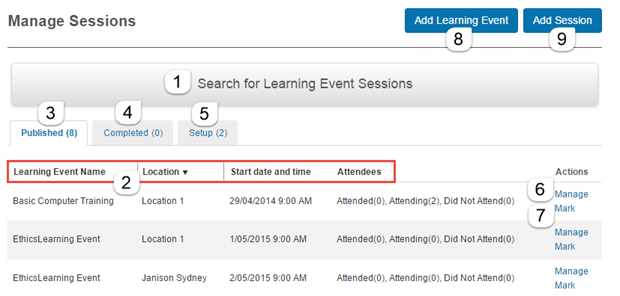 Manage Sessions Add Learning Event Add Session
8 9
1 Search for Learning Event Sessions
3 4 5
Published (8) Completed (0) Setup (2)
Learning Event Name Location ▾ Start date and time Attendees Actions
2
Basic Computer Training Location 1 29/04/2014 9:00 AM Attended(0), Attending(2), Did Not Attend(0) 6 Manage
7 Mark
EthicsLearning Event Location 1 1/05/2015 9:00 AM Attended(0), Attending(0), Did Not Attend(0) Manage
Mark
EthicsLearning Event Janison Sydney 2/05/2015 9:00 AM Attended(0), Attending(0), Did Not Attend(0) Manage
Mark